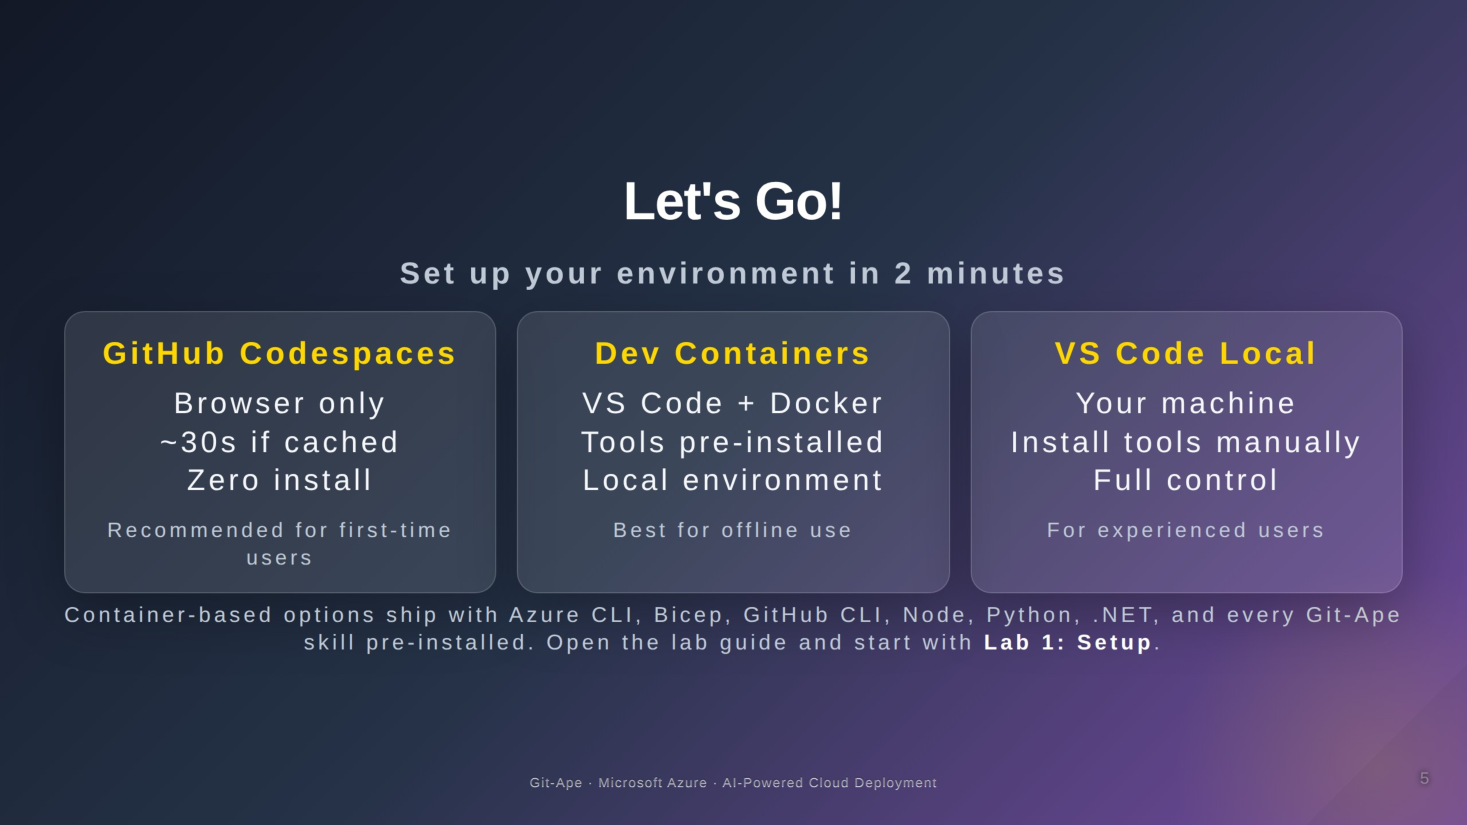 Let's Go!
Set up your environment in 2 minutes
GitHub Codespaces
Browser only
~30s if cached
Zero install
Recommended for first-time
users
Dev Containers
VS Code + Docker
Tools pre-installed
Local environment
Best for offline use
VS Code Local
Your machine
Install tools manually
Full control
For experienced users
Container-based options ship with Azure CLI, Bicep, GitHub CLI, Node, Python, .NET, and every Git-Ape
skill pre-installed. Open the lab guide and start with Lab 1: Setup.
Git-Ape · Microsoft Azure · AI-Powered Cloud Deployment
5